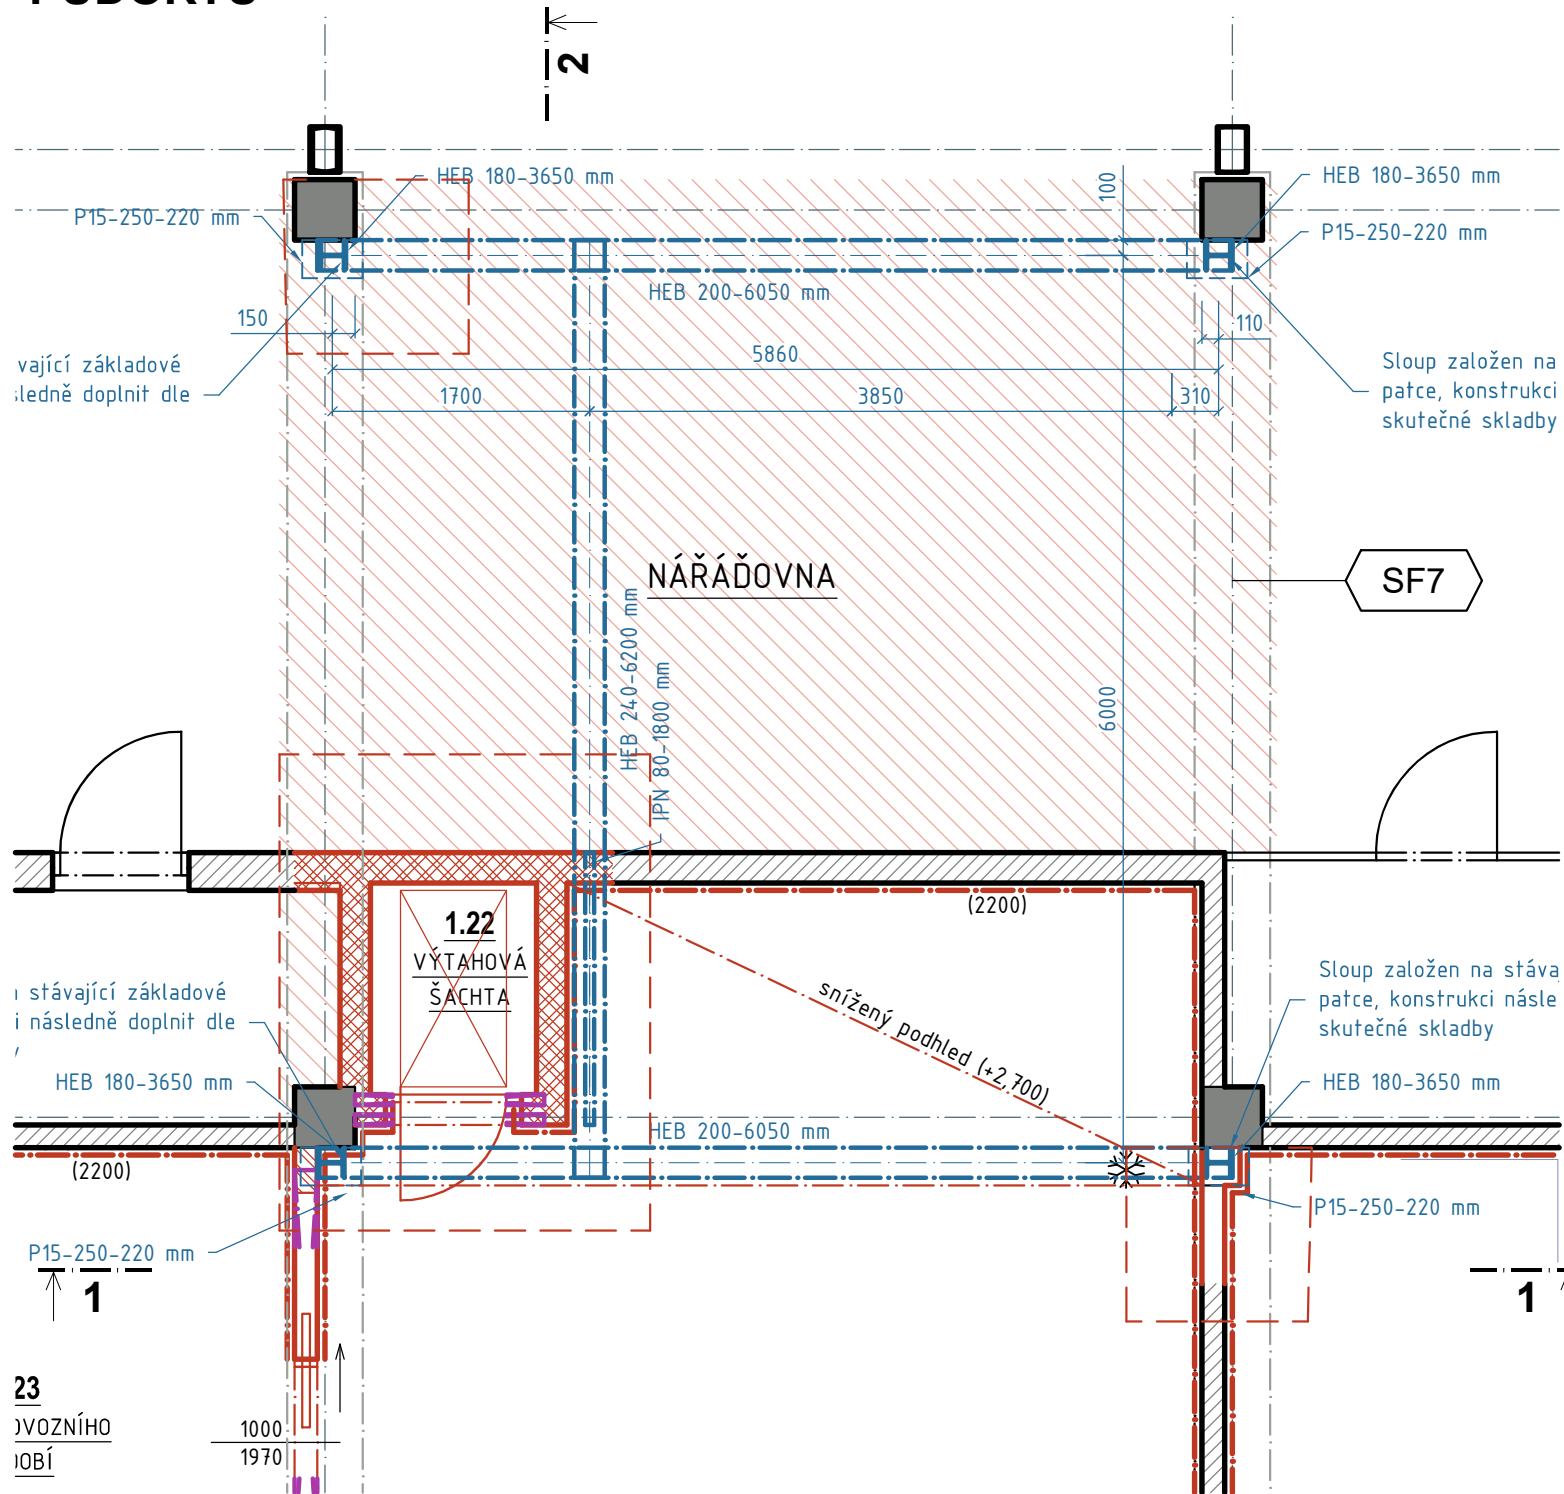 2
HEB 180-3650 mm
P15-250-220 mm
HEB 180-3650 mm
P15-250-220 mm
100
HEB 200-6050 mm
150
110
5860
1700
3850
310
vající základové
sledně doplnit dle
Sloup založen na
patce, konstrukci
skutečné skladby
NÁŘÁĎOVNA
SF7
HEB 240-6200 mm
IPN 80-1800 mm
6000
(2200)
1.22
VÝTAHOVÁ
ŠACHTA
snížený podhled (+2,700)
stávající základové
i následně doplnit dle
HEB 180-3650 mm
Sloup založen na stáva
patce, konstrukci násle
skutečné skladby
HEB 180-3650 mm
HEB 200-6050 mm
(2200)
P15-250-220 mm
P15-250-220 mm
1
1
23
OVOZNÍHO
OBÍ
1000
1970